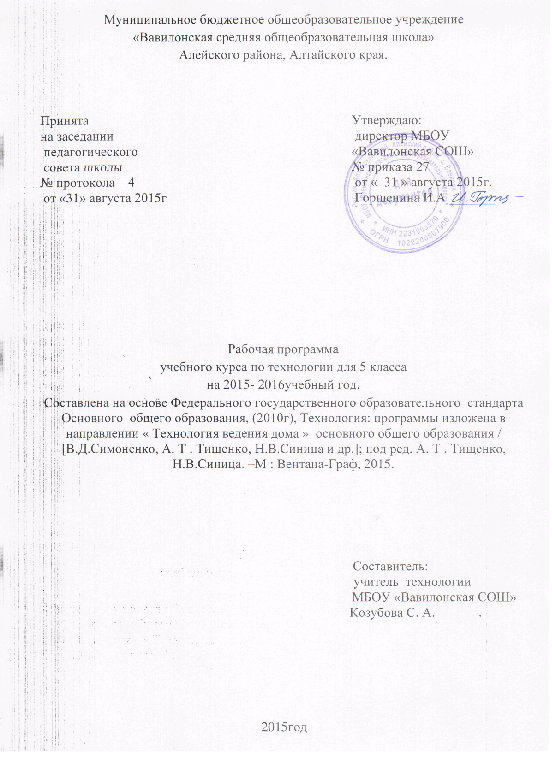 Муниципальное бюджетное общеобразовательное учреждение
«Вавилонская средняя общеобразовательная школа»
Алейского района, Алтайского края.
Принята
на заседании
педагогического
совета школы
№ протокола 4
от «31» августа 2015г
Утверждаю:
директор МБОУ
«Вавилонская СОШ»
№ приказа 27
от « 31 » августа 2015г.
Горшенина И.А
Рабочая программа
учебного курса по технологии для 5 класса
на 2015- 2016учебный год.
Составлена на основе Федерального государственного образовательного стандарта
Основного общего образования, (2010г), Технология: программы изложена в
направлении « Технология ведения дома » основного общего образования /
[В.Д.Симоненко, А. Т . Тищенко, Н.В.Синица и др.]; под ред. А. Т . Тищенко,
Н.В.Синица. –М : Вентана-Граф, 2015.
Составитель:
учитель технологии
МБОУ «Вавилонская СОШ»
Козубова С. А. .
2015год